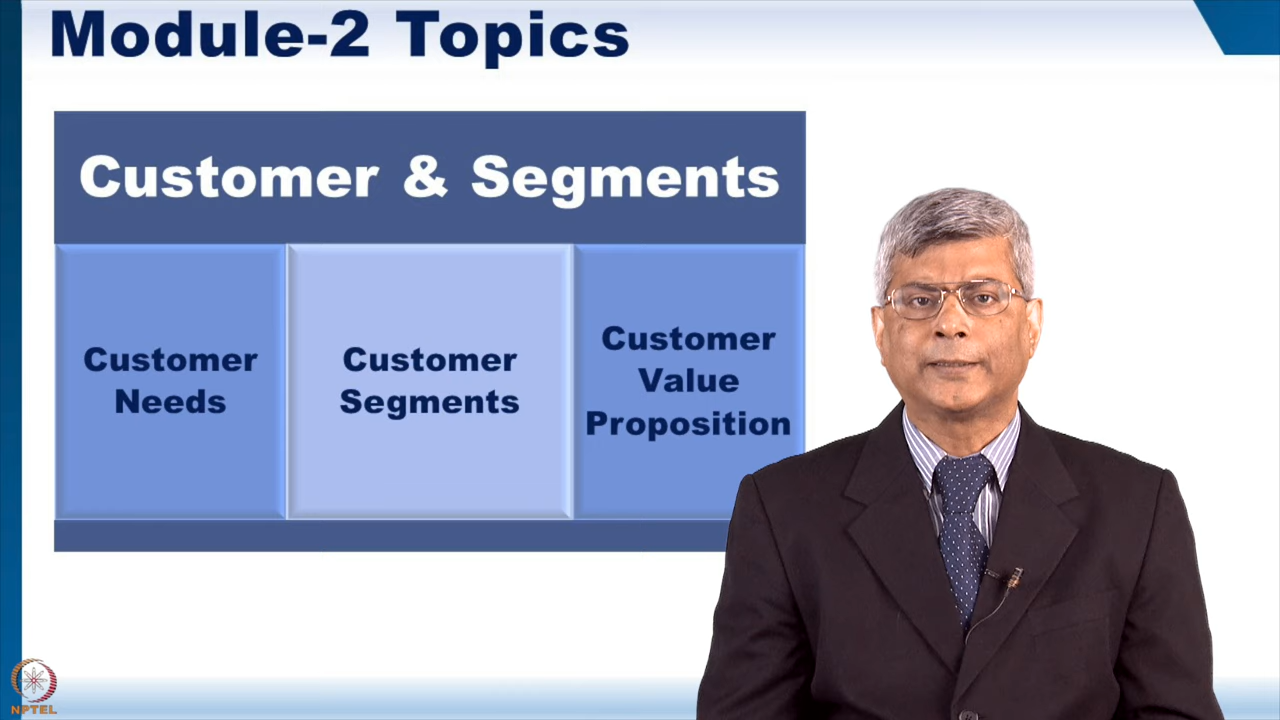 Module-2 Topics
Customer & Segments
Customer
Needs
Customer
Segments
Customer
Value
Proposition
NPTEL